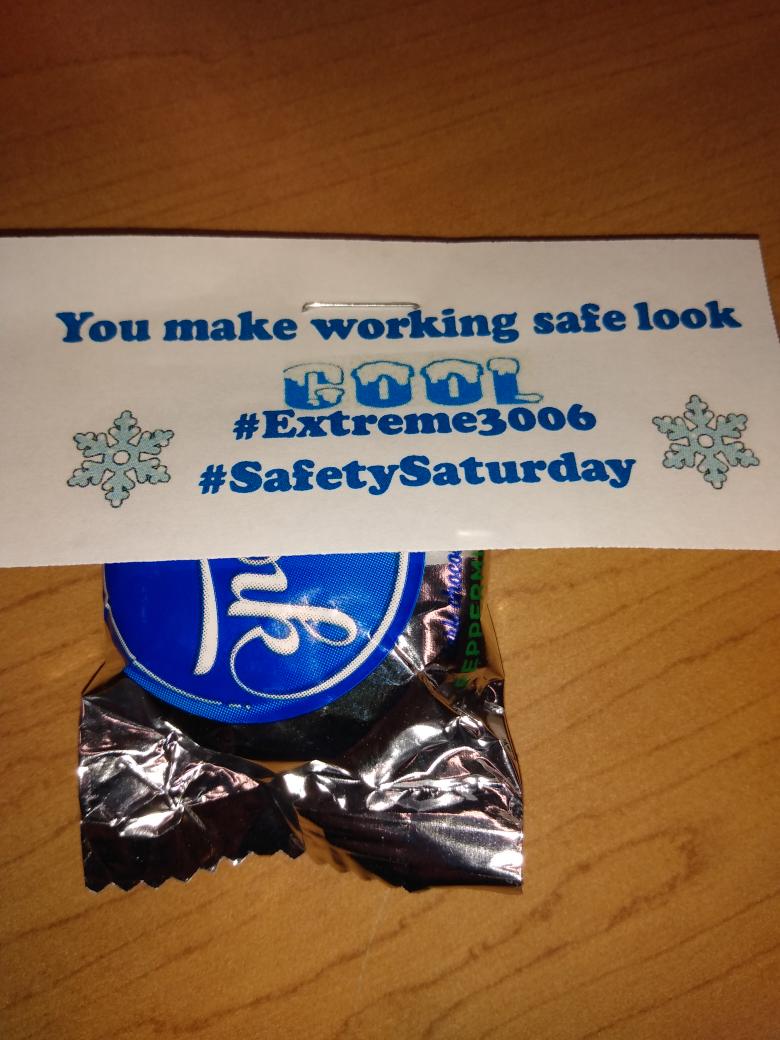 You make working safe look
COOL
#Extreme3006
#SafetySaturday